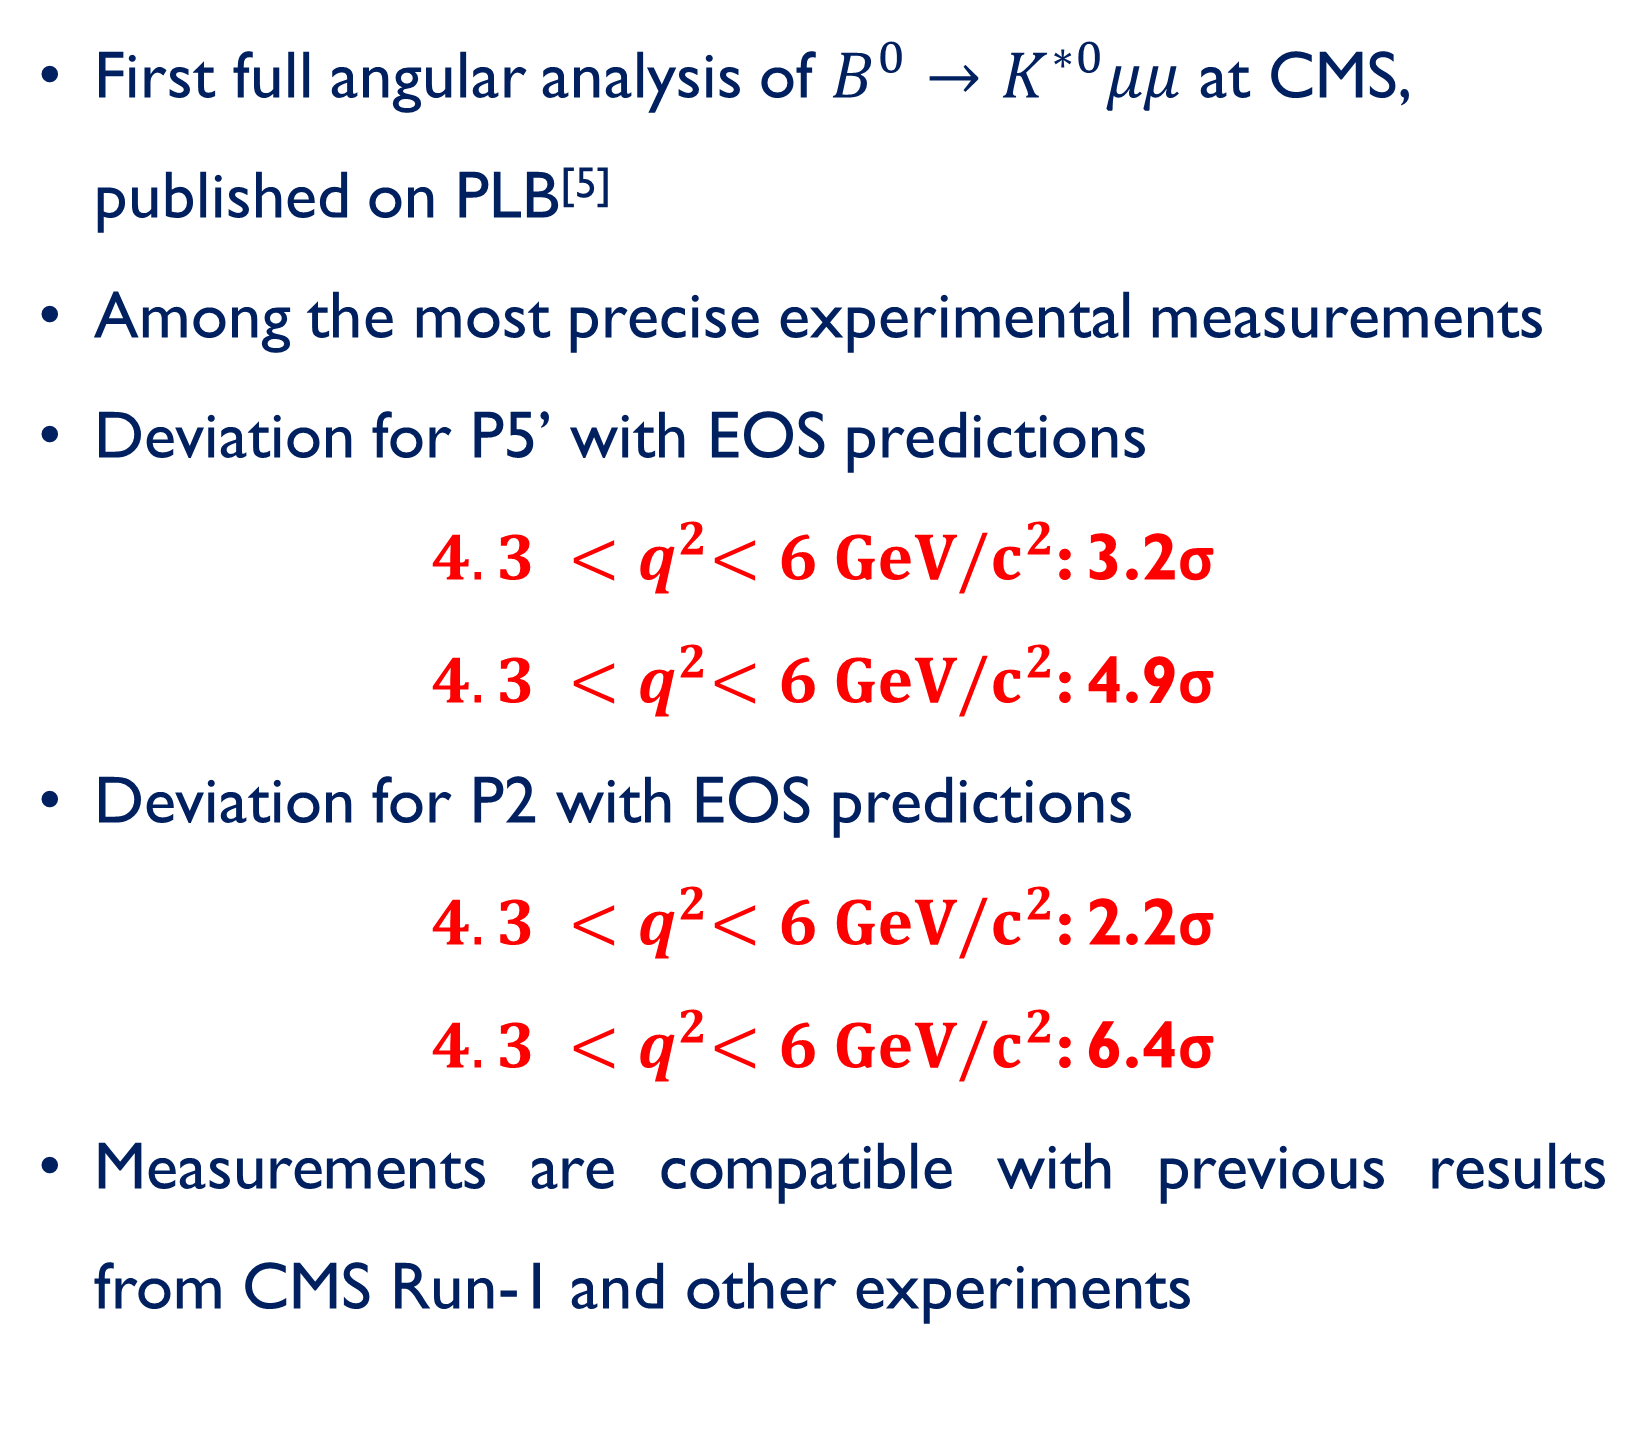 • First full angular analysis of 𝐵⁰ → 𝐾*⁰𝜇𝜇 at CMS,
published on PLB[5]
• Among the most precise experimental measurements
• Deviation for P5’ with EOS predictions
4.3 < q² < 6 GeV/c²: 3.2σ
4.3 < q² < 6 GeV/c²: 4.9σ
• Deviation for P2 with EOS predictions
4.3 < q² < 6 GeV/c²: 2.2σ
4.3 < q² < 6 GeV/c²: 6.4σ
• Measurements are compatible with previous results
from CMS Run-1 and other experiments